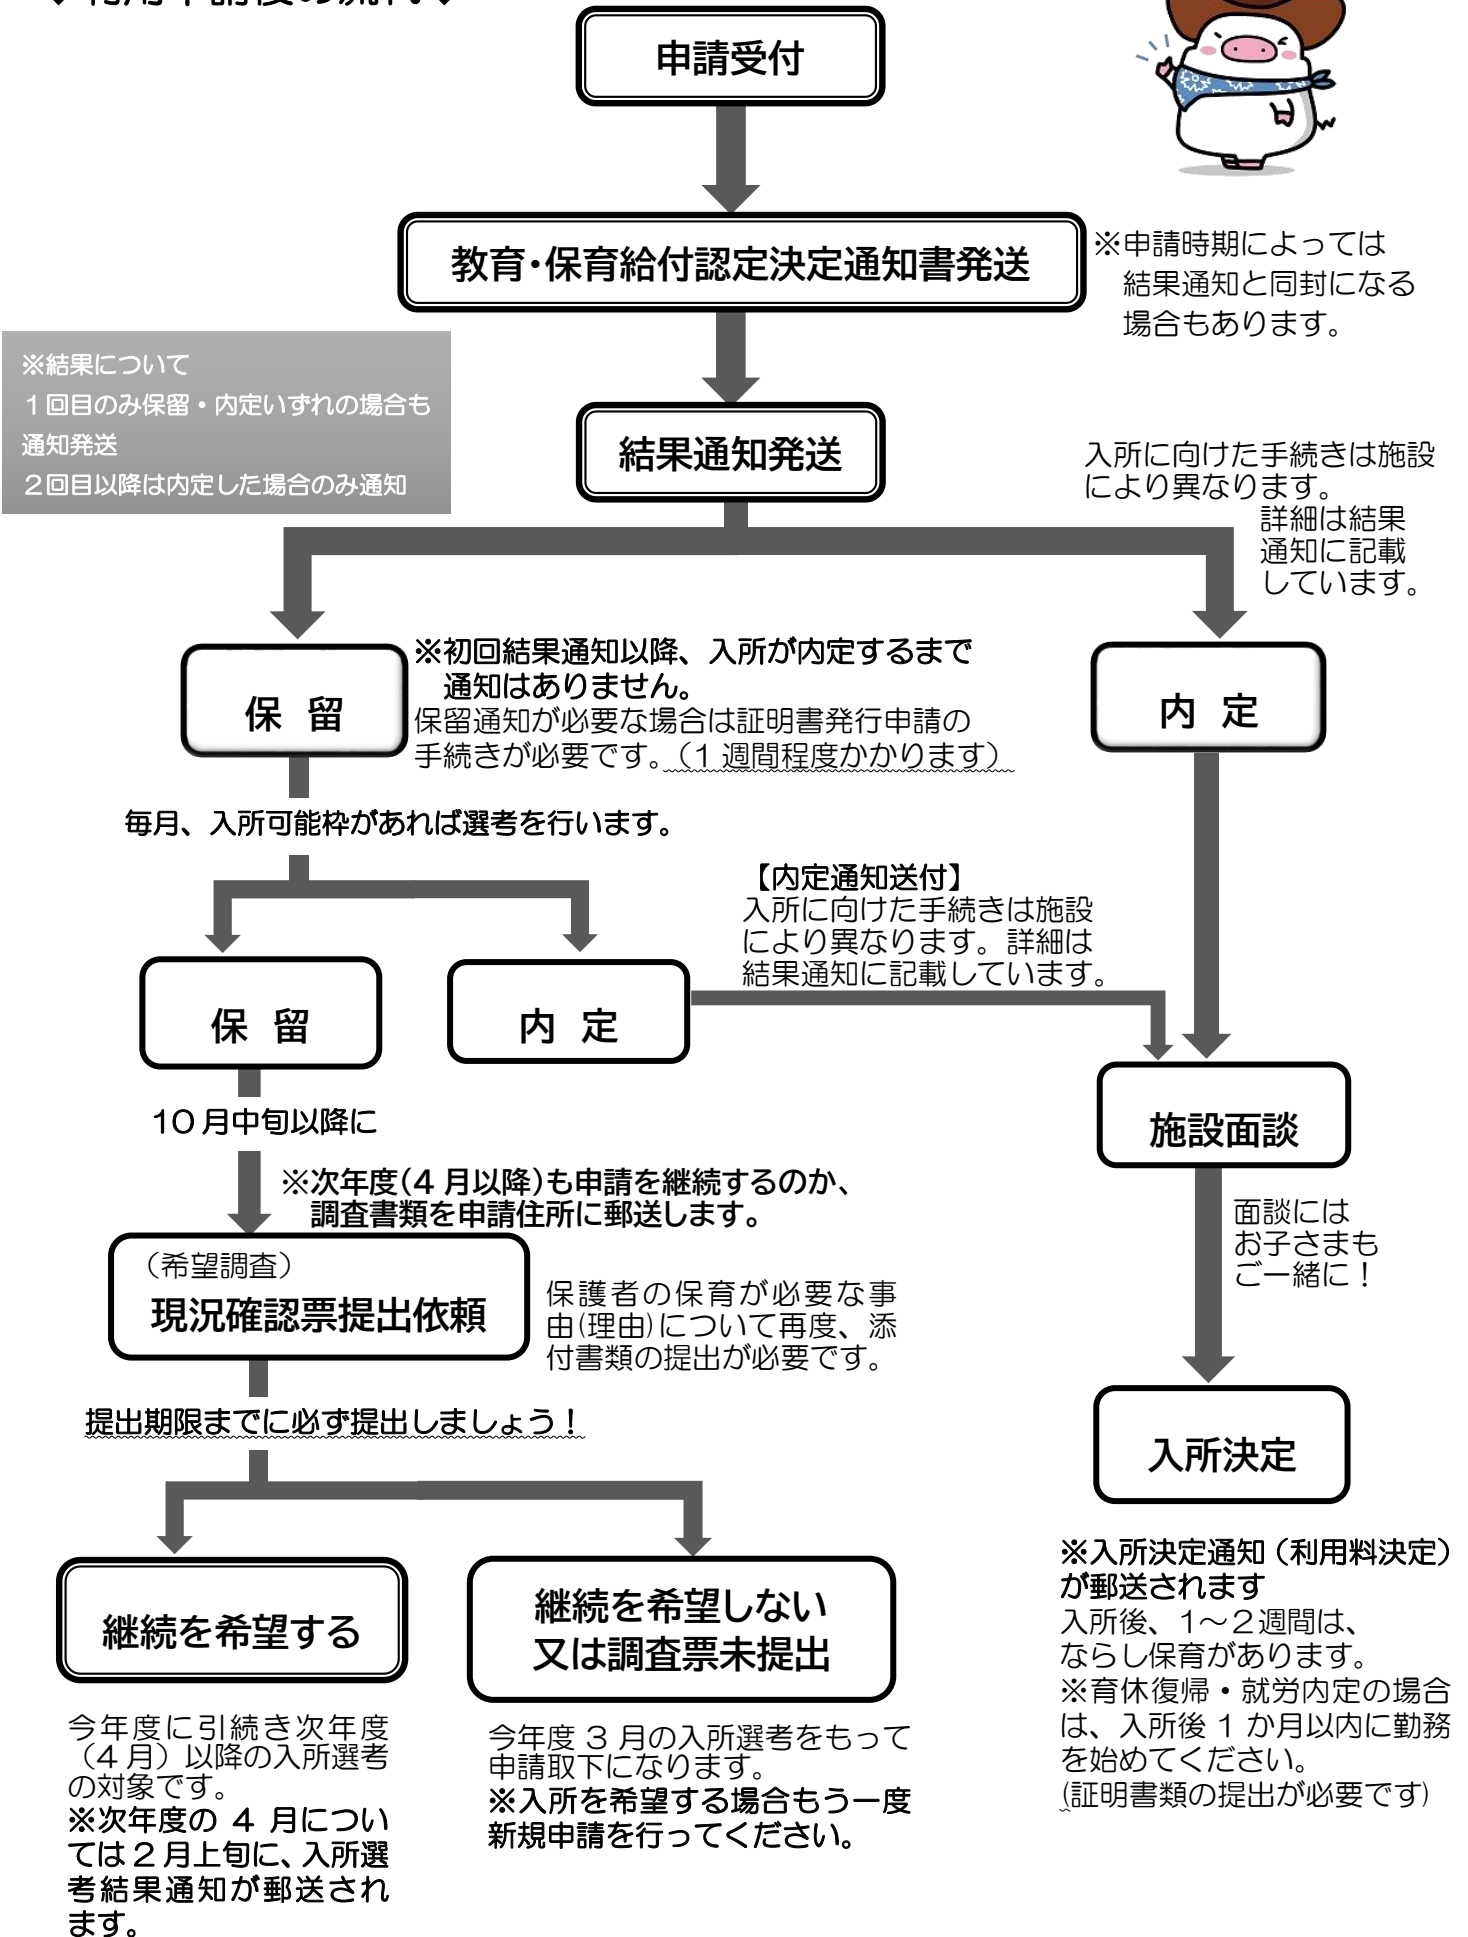 申請受付
教育・保育給付認定決定通知書発送
※申請時期によっては
結果通知と同封になる
場合もあります。
※結果について
１回目のみ保留・内定いずれの場合も
通知発送
２回目以降は内定した場合のみ通知
結果通知発送
入所に向けた手続きは施設
により異なります。
詳細は結果
通知に記載
しています。
保 留
※初回結果通知以降、入所が内定するまで
通知はありません。
保留通知が必要な場合は証明書発行申請の
手続きが必要です。（1 週間程度かかります）
内 定
毎月、入所可能枠があれば選考を行います。
【内定通知送付】
入所に向けた手続きは施設
により異なります。詳細は
結果通知に記載しています。
保 留
内 定
10 月中旬以降に
※次年度(4 月以降)も申請を継続するのか、
調査書類を申請住所に郵送します。
施設面談
面談には
お子さまも
ご一緒に！
（希望調査）
現況確認票提出依頼
保護者の保育が必要な事
由(理由)について再度、添
付書類の提出が必要です。
提出期限までに必ず提出しましょう！
入所決定
継続を希望する
継続を希望しない
又は調査票未提出
※入所決定通知（利用料決定）
が郵送されます
入所後、1～２週間は、
ならし保育があります。
※育休復帰・就労内定の場合
は、入所後 1 か月以内に勤務
を始めてください。
(証明書類の提出が必要です)
今年度に引続き次年度
（4 月）以降の入所選考
の対象です。
※次年度の 4 月につい
ては２月上旬に、入所選
考結果通知が郵送され
ます。
今年度 3 月の入所選考をもって
申請取下になります。
※入所を希望する場合もう一度
新規申請を行ってください。